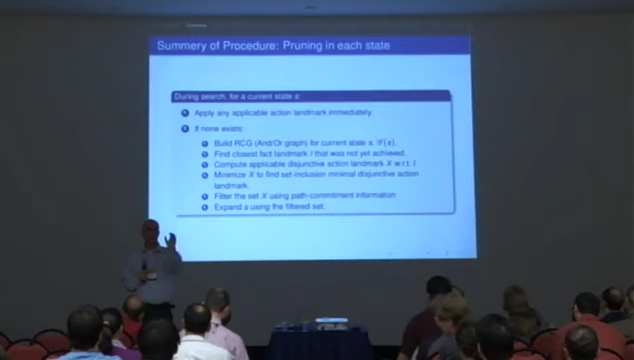 Summery of Procedure: Pruning in each state
During search, for a current state s:
Apply any applicable action landmark immediately.
If none exists:
Build RCG (And/Or graph) for current state s,
Find closest fact landmark l that was not yet achieved.
Compute applicable disjunctive action landmark X w.r.t. l
Minimize X to find set-inclusion minimal disjunctive action
landmark.
Filter the set X using path-commitment information
Expand s using the filtered set.